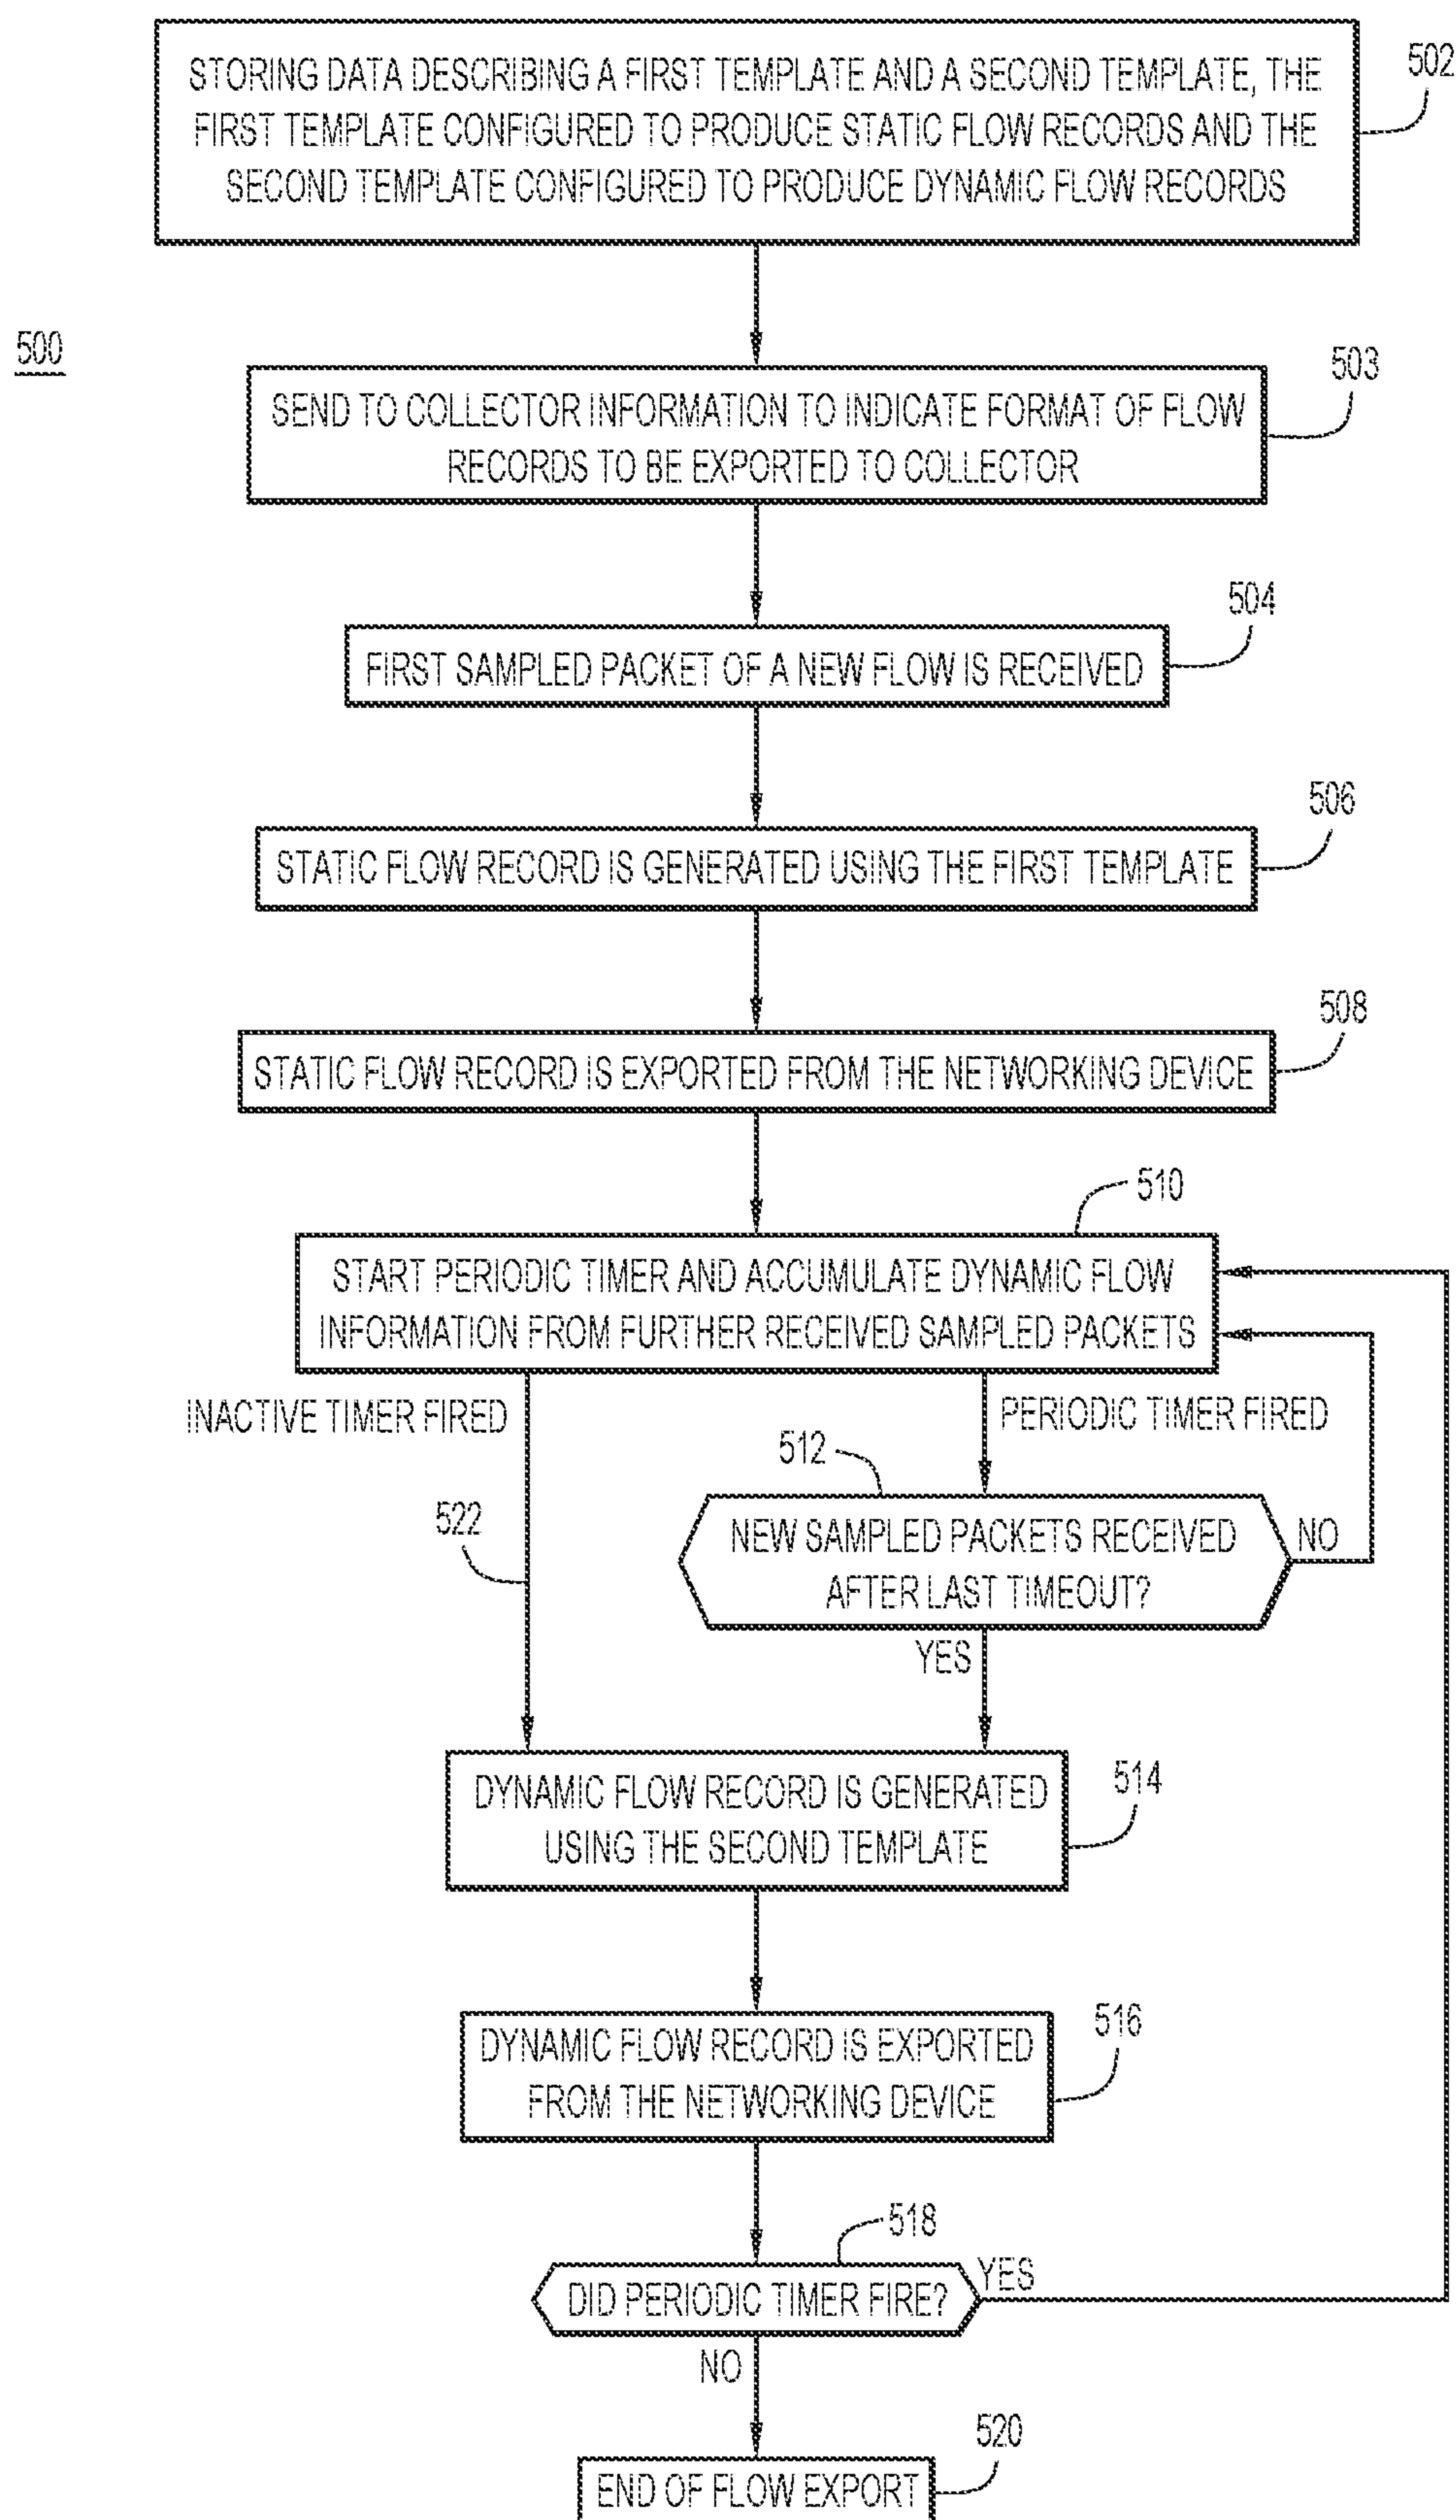 502
STORING DATA DESCRIBING A FIRST TEMPLATE AND A SECOND TEMPLATE, THE
FIRST TEMPLATE CONFIGURED TO PRODUCE STATIC FLOW RECORDS AND THE
SECOND TEMPLATE CONFIGURED TO PRODUCE DYNAMIC FLOW RECORDS
500
503
SEND TO COLLECTOR INFORMATION TO INDICATE FORMAT OF FLOW
RECORDS TO BE EXPORTED TO COLLECTOR
504
FIRST SAMPLED PACKET OF A NEW FLOW IS RECEIVED
506
STATIC FLOW RECORD IS GENERATED USING THE FIRST TEMPLATE
508
STATIC FLOW RECORD IS EXPORTED FROM THE NETWORKING DEVICE
510
START PERIODIC TIMER AND ACCUMULATE DYNAMIC FLOW
INFORMATION FROM FURTHER RECEIVED SAMPLED PACKETS
INACTIVE TIMER FIRED
PERIODIC TIMER FIRED
512
522
NEW SAMPLED PACKETS RECEIVED
AFTER LAST TIMEOUT?
NO
YES
514
DYNAMIC FLOW RECORD IS GENERATED
USING THE SECOND TEMPLATE
516
DYNAMIC FLOW RECORD IS EXPORTED
FROM THE NETWORKING DEVICE
518
DID PERIODIC TIMER FIRE?
YES
NO
520
END OF FLOW EXPORT